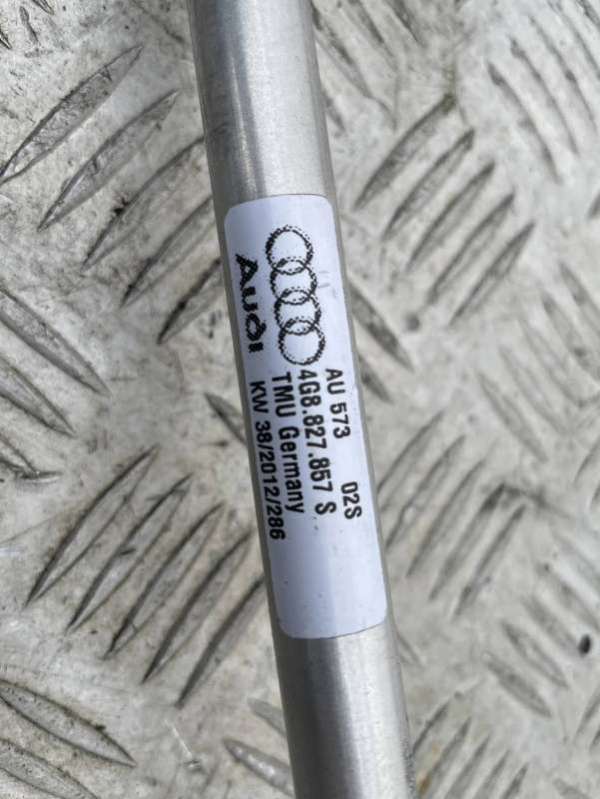 Audi
AU 573 02S
4G8.827.857 S
TMU Germany
KW 38/2012/286